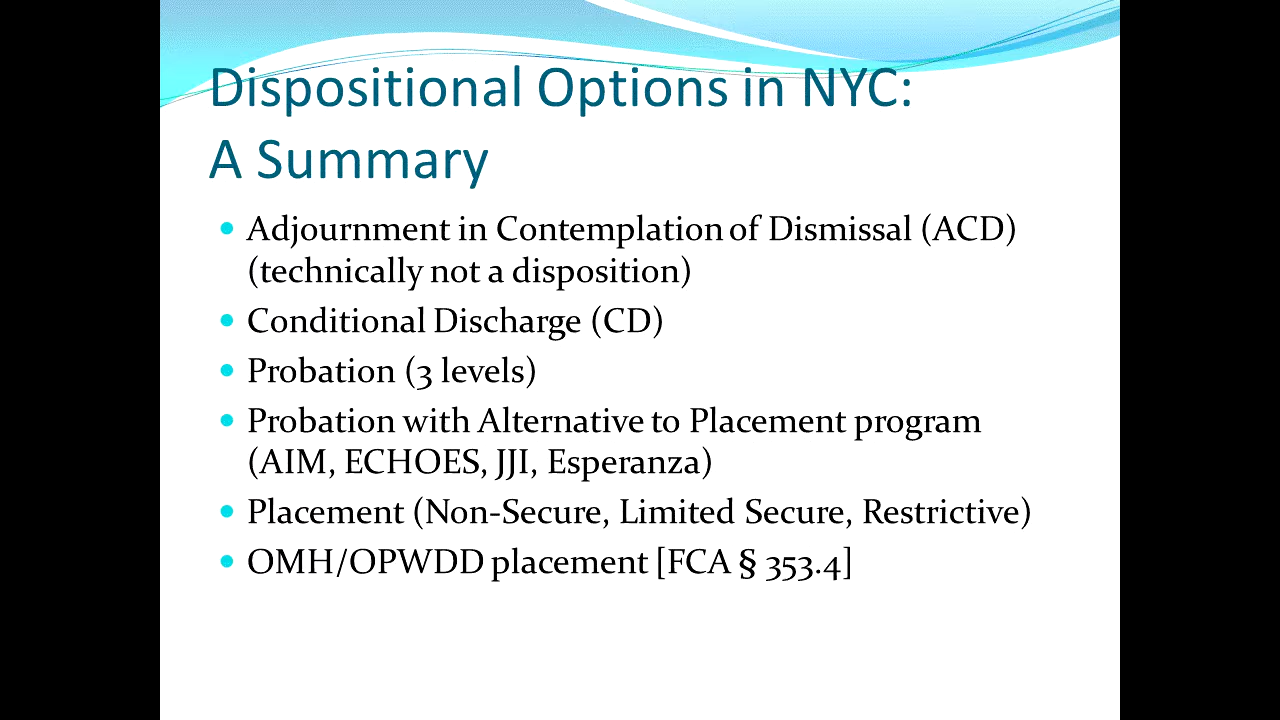 Dispositional Options in NYC:
A Summary
• Adjournment in Contemplation of Dismissal (ACD)
(technically not a disposition)
• Conditional Discharge (CD)
• Probation (3 levels)
• Probation with Alternative to Placement program
(AIM, ECHOES, JJI, Esperanza)
• Placement (Non-Secure, Limited Secure, Restrictive)
• OMH/OPWDD placement [FCA § 353.4]